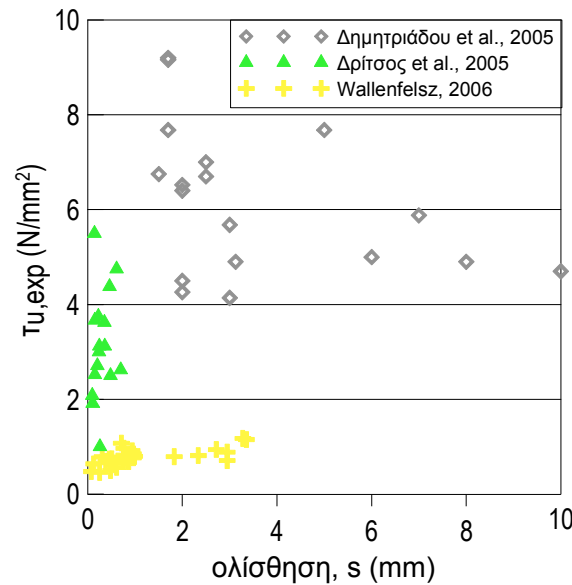 Δημητριάδου et al., 2005
Δρίτσος et al., 2005
Wallenfelsz, 2006
10
8
6
4
2
0
τu,exp (N/mm²)
0 2 4 6 8 10
ολίσθηση, s (mm)